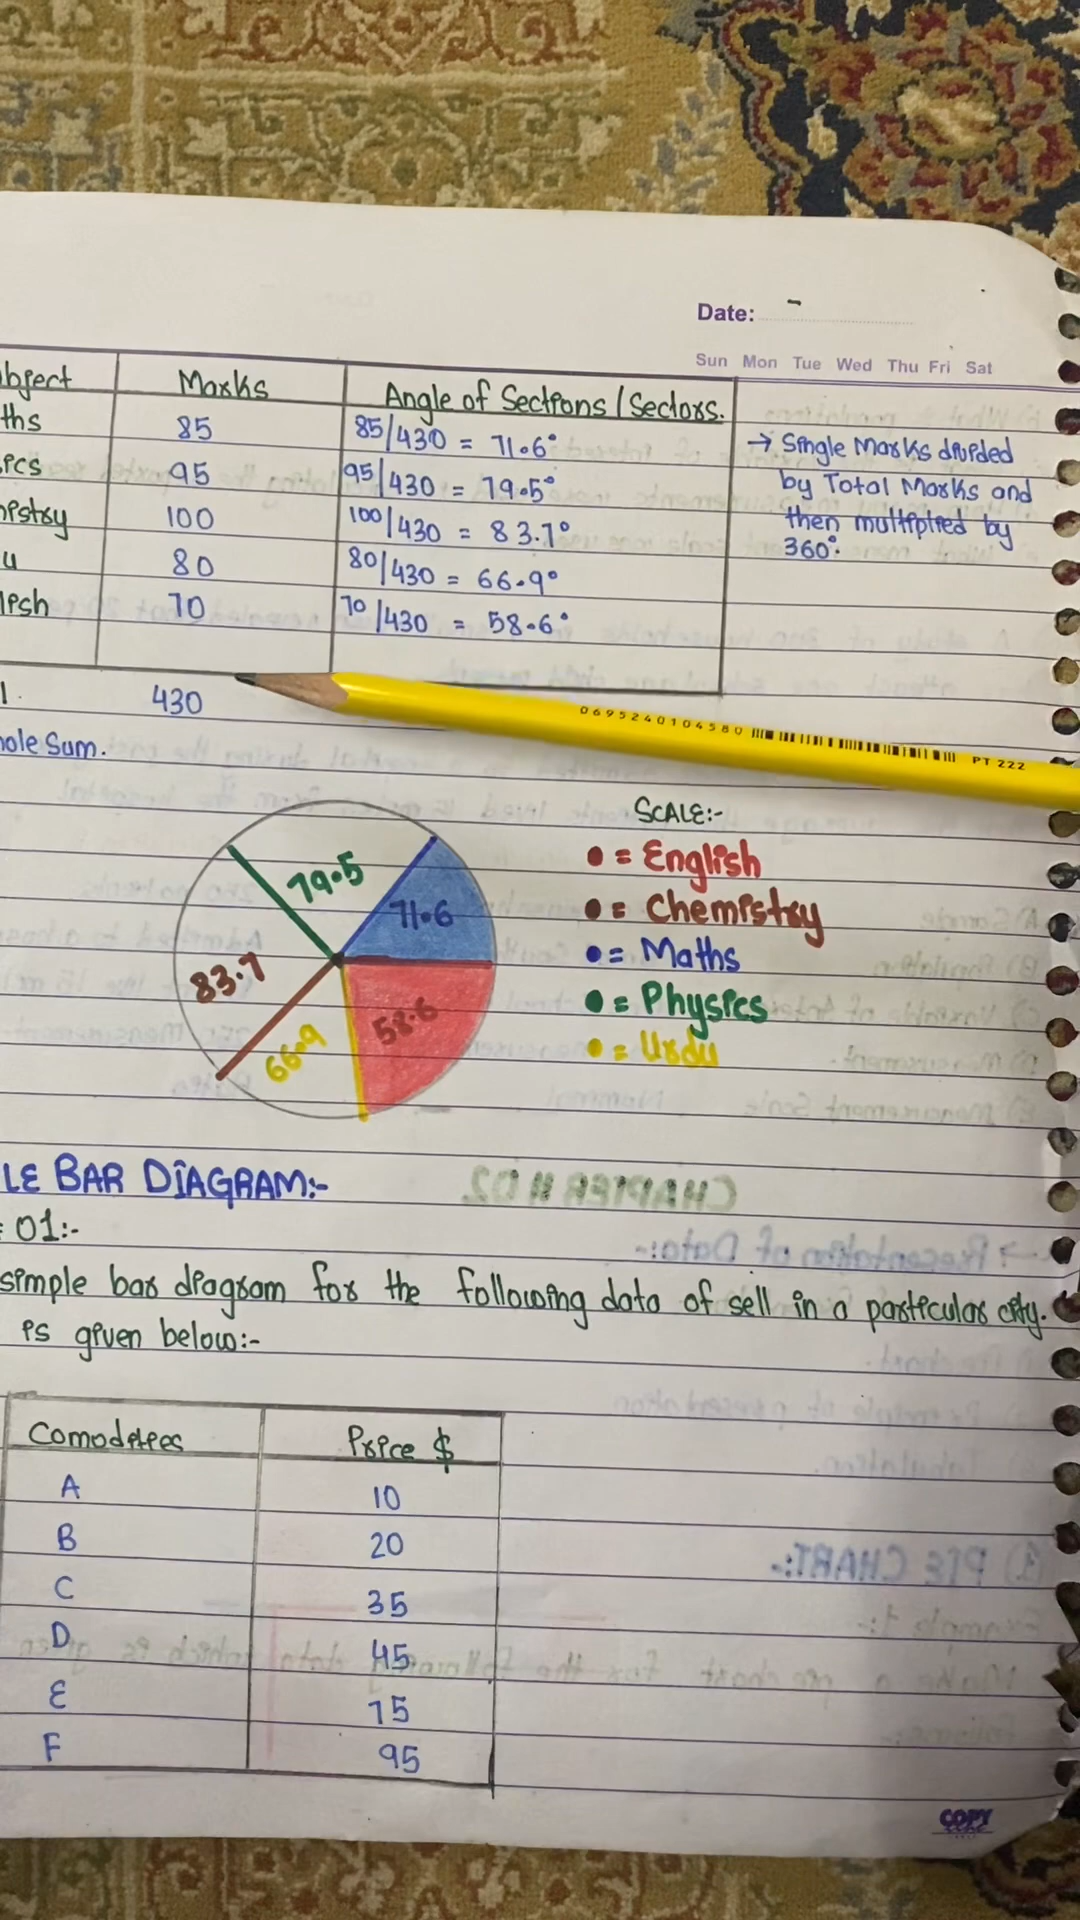 Date:
Sun Mon Tue Wed Thu Fri Sat
bject Marks Angle of Sections / Sectors.
ths 85 85/430 = 71.6°
ics 95 95/430 = 79.5°
mistry 100 100/430 = 83.7°
u 80 80/430 = 66.9°
lish 70 70/430 = 58.6°
→ Single Marks divided
by Total Marks and
then multiplied by
360°.
l. 430
hole Sum.
0695240104580 PT 222
79.5
71.6
83.7
66.9
58.6
SCALE:-
= English
= Chemistry
= Maths
= Physics
= Urdu
LE BAR DIAGRAM:-
01:-
simple bar diagram for the following data of sell in a particular city.
is given below:-
Comodities Price $
A 10
B 20
C 35
D 45
E 75
F 95
COPY